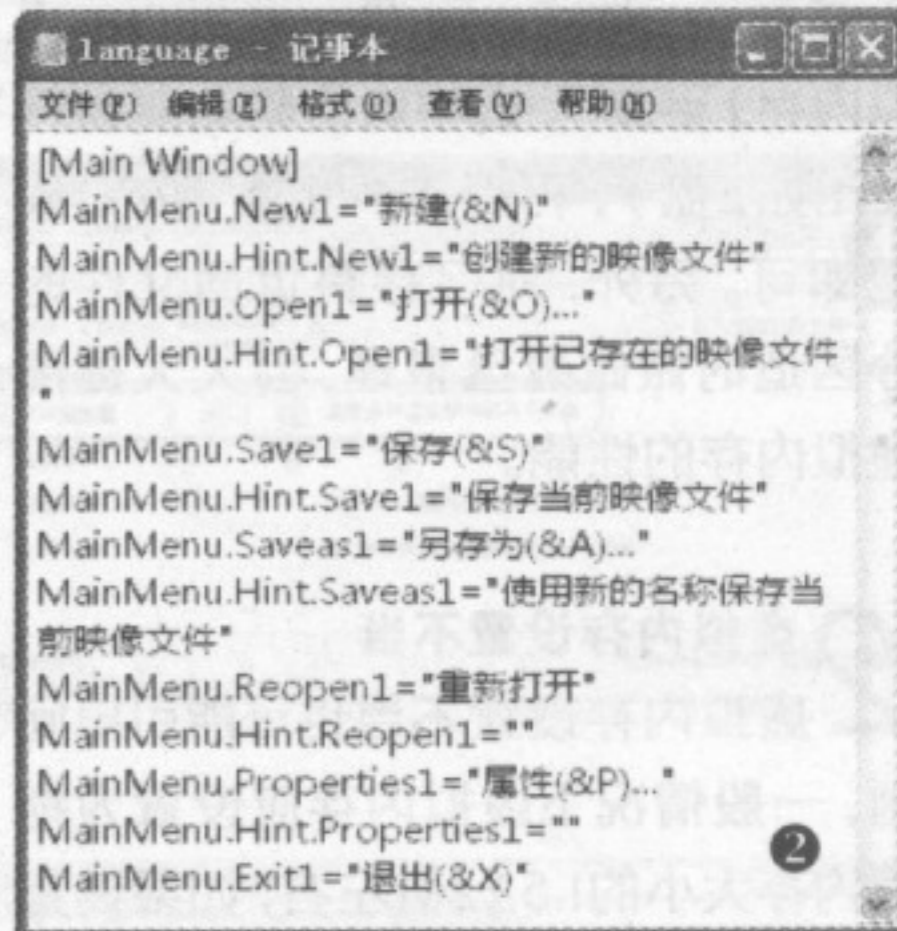 language - 记事本
文件(F) 编辑(E) 格式(O) 查看(V) 帮助(H)
[Main Window]
MainMenu.New1="新建(&N)"
MainMenu.Hint.New1="创建新的映像文件"
MainMenu.Open1="打开(&O)..."
MainMenu.Hint.Open1="打开已存在的映像文件
"
MainMenu.Save1="保存(&S)"
MainMenu.Hint.Save1="保存当前映像文件"
MainMenu.Saveas1="另存为(&A)..."
MainMenu.Hint.Saveas1="使用新的名称保存当
前映像文件"
MainMenu.Reopen1="重新打开"
MainMenu.Hint.Reopen1=""
MainMenu.Properties1="属性(&P)..."
MainMenu.Hint.Properties1=""
MainMenu.Exit1="退出(&X)"
2